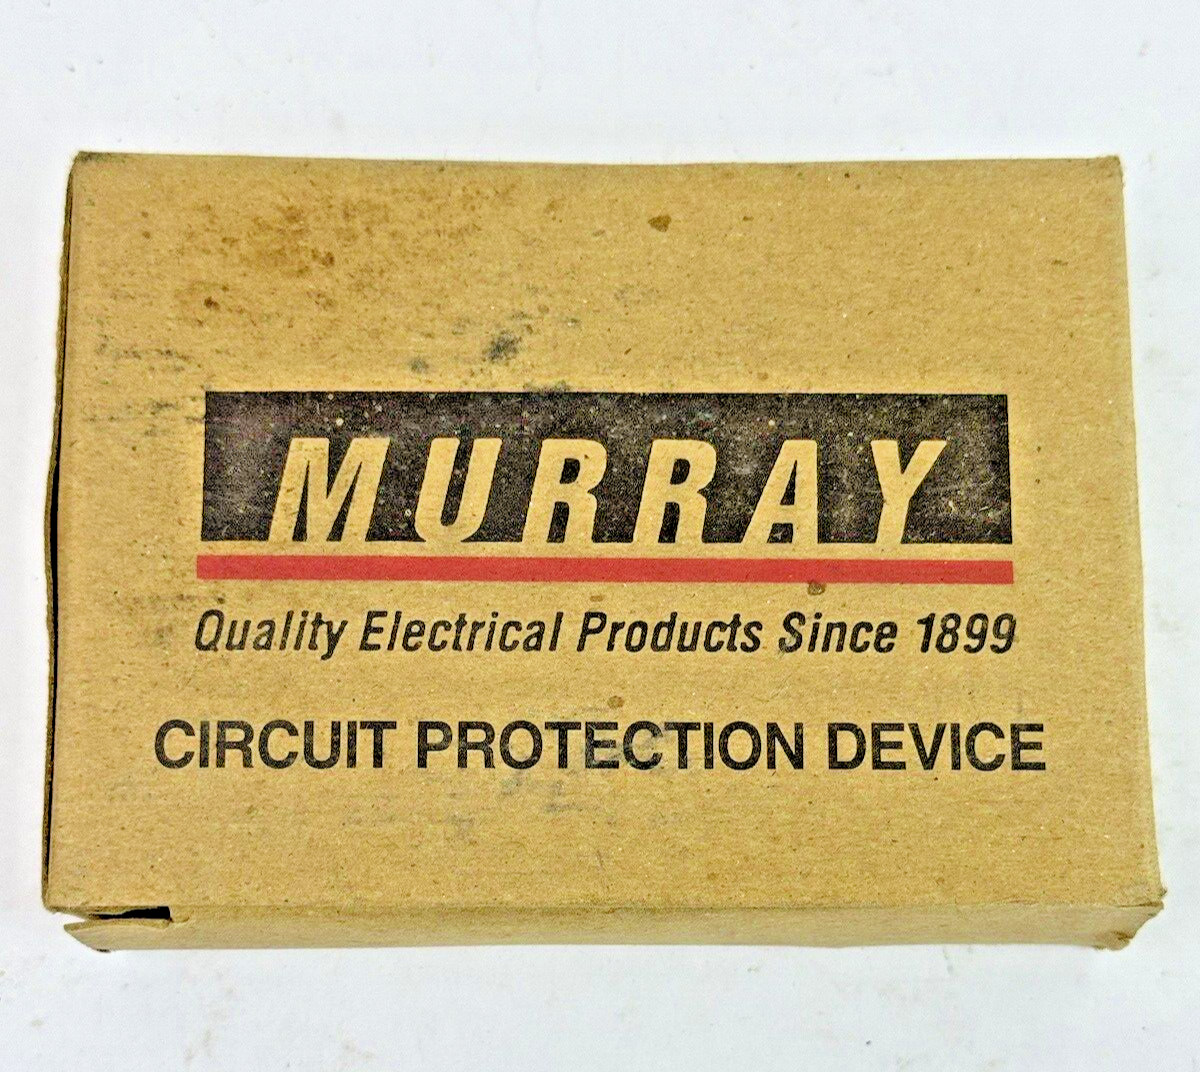 MURRAY
Quality Electrical Products Since 1899
CIRCUIT PROTECTION DEVICE